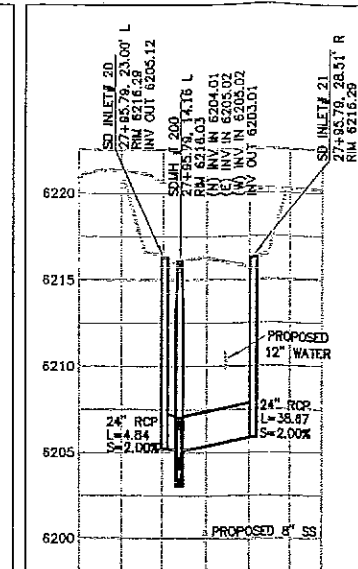 SD INLET# 20
27+95.79, 23.00' L
RIM 6216.29
INV OUT 6205.12
SDMH # 200
27+95.79, 14.16 L
RIM 6216.03
(N) INV IN 6204.01
(E) INV IN 6205.02
(W) INV IN 6205.02
INV OUT 6203.01
SD INLET# 21
27+95.79, 28.51' R
RIM 6216.29
6220
6215
6210
6205
6200
PROPOSED
12" WATER
24" RCP
L=4.84
S=2.00%
24" RCP
L=38.67
S=2.00%
PROPOSED 8" SS